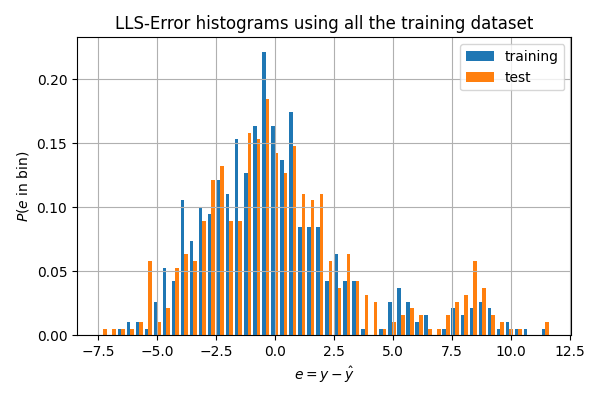 LLS-Error histograms using all the training dataset
training
test
0.20
0.15
0.10
0.05
0.00
P(e in bin)
−7.5 −5.0 −2.5 0.0 2.5 5.0 7.5 10.0 12.5
e = y − ŷ